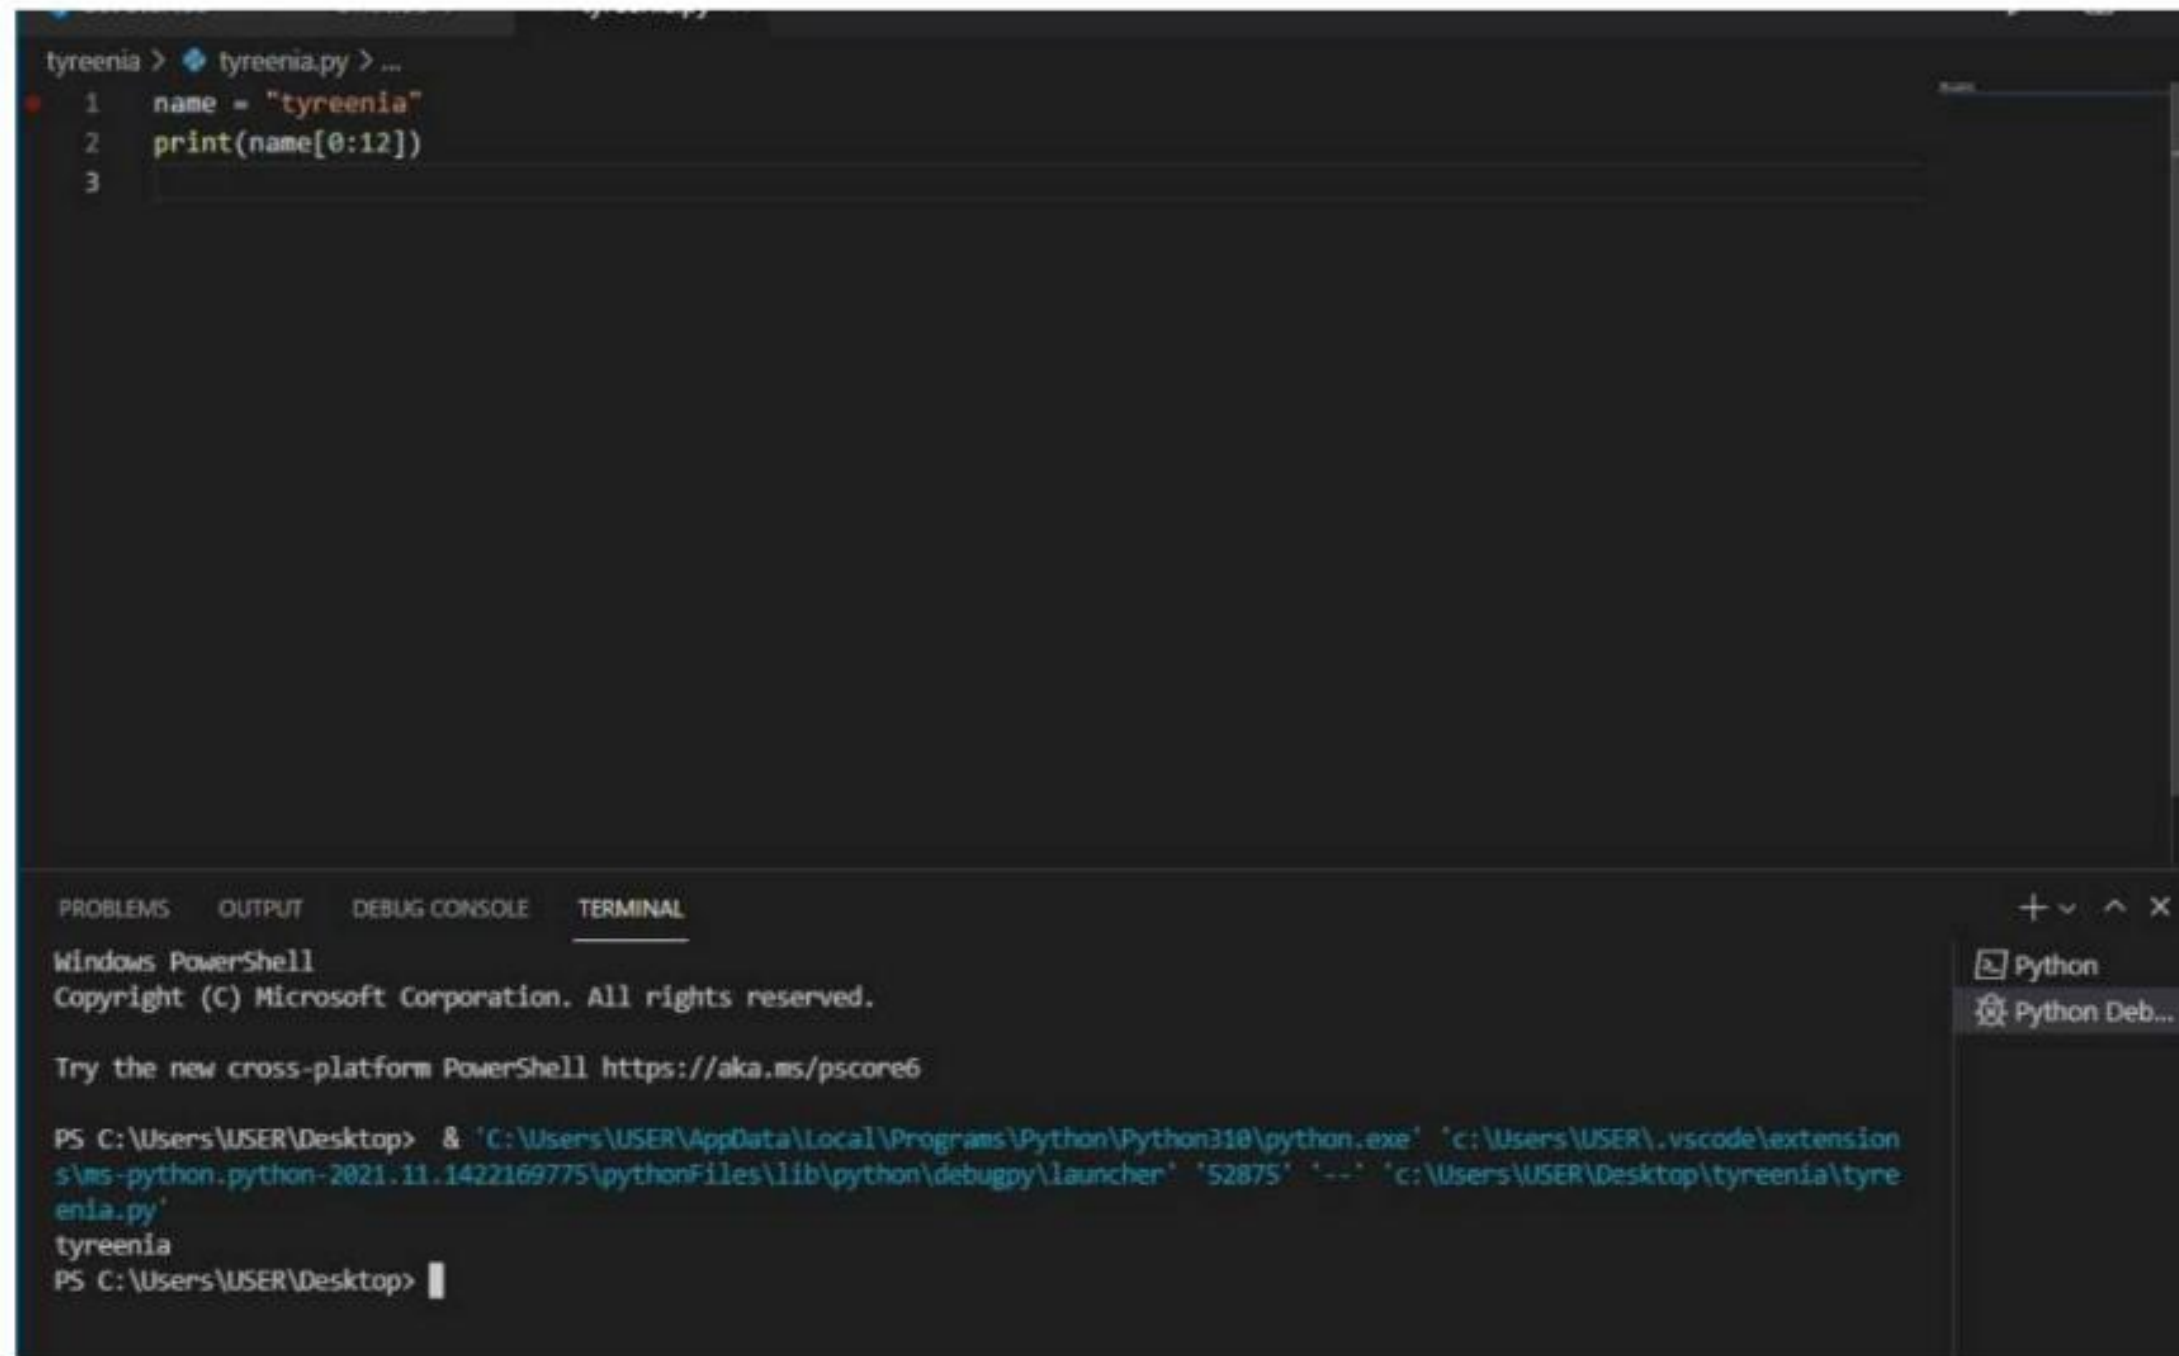 tyreenia > tyreenia.py > ...
1 name = "tyreenia"
2 print(name[0:12])
3
PROBLEMS OUTPUT DEBUG CONSOLE TERMINAL
Windows PowerShell
Copyright (C) Microsoft Corporation. All rights reserved.
Try the new cross-platform PowerShell https://aka.ms/pscore6
PS C:\Users\USER\Desktop> & 'C:\Users\USER\AppData\Local\Programs\Python\Python310\python.exe' 'c:\Users\USER\.vscode\extension
s\ms-python.python-2021.11.1422169775\pythonFiles\lib\python\debugpy\launcher' '52875' '--' 'c:\Users\USER\Desktop\tyreenia\tyre
enia.py'
tyreenia
PS C:\Users\USER\Desktop>
Python
Python Deb...